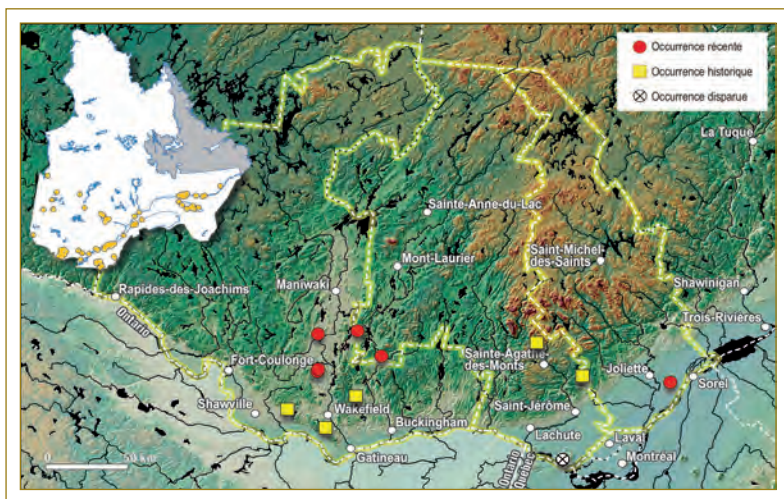 Occurrence récente
Occurrence historique
Occurrence disparue
La Tuque
Sainte-Anne-du-Lac
Saint-Michel
des-Saints
Mont-Laurier
Maniwaki
Rapides-des-Joachims
Shawinigan
Trois-Rivières
Ontario
Fort-Coulonge
Sainte-Agathe
des-Monts
Joliette
Sorel
Shawville
Wakefield
Saint-Jérôme
Buckingham
Lachute
Laval
Gatineau
Ontario
Québec
Montréal
0 50 km